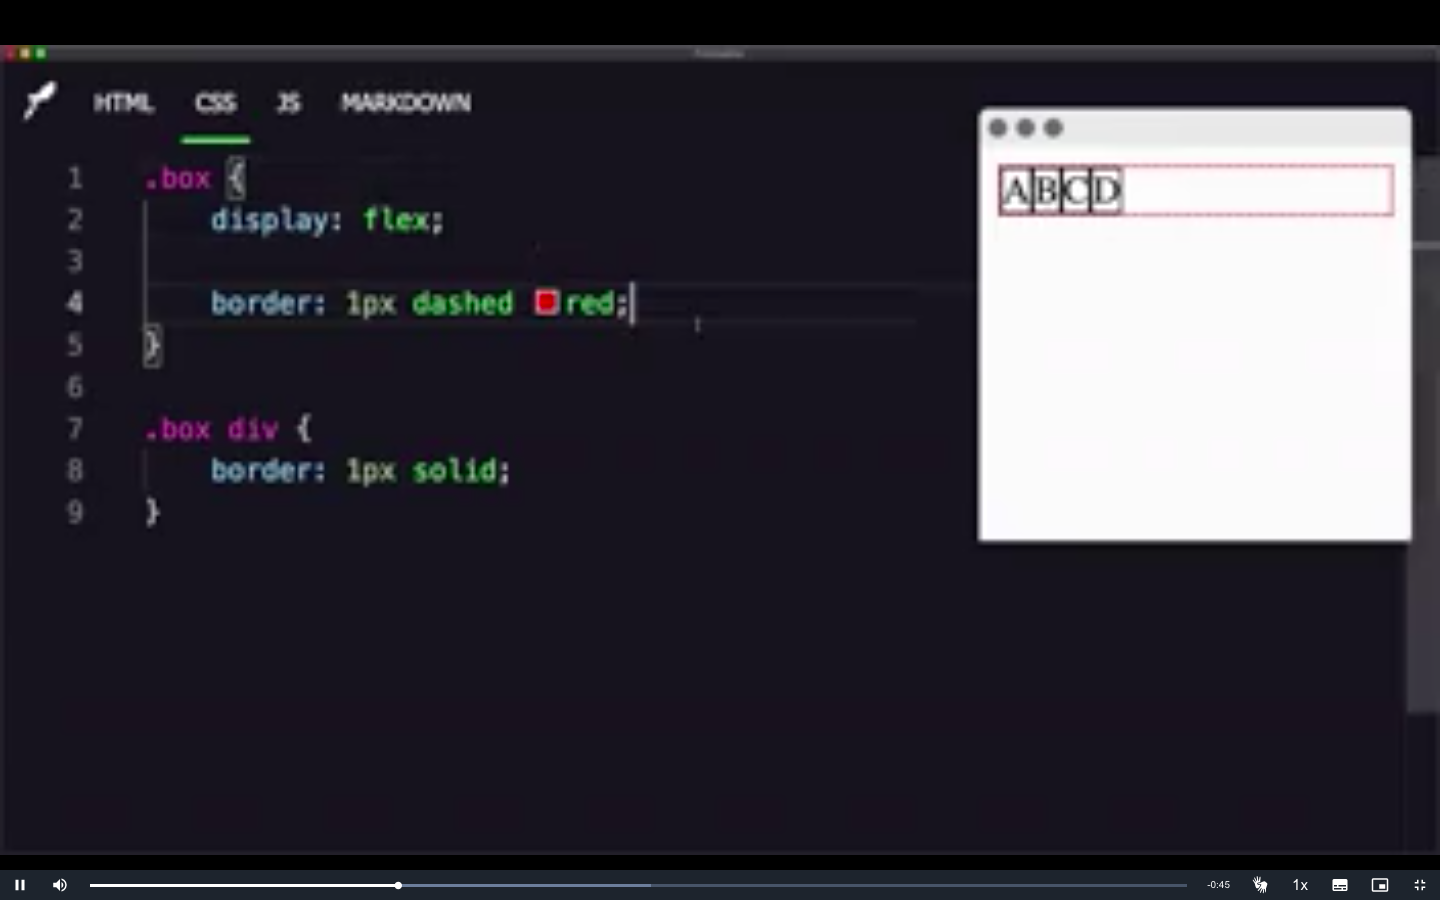 HTML CSS JS MARKDOWN
1 .box {
2 display: flex;
3
4 border: 1px dashed red;
5 }
6
7 .box div {
8 border: 1px solid;
9 }
A B C D
-0:45
1x